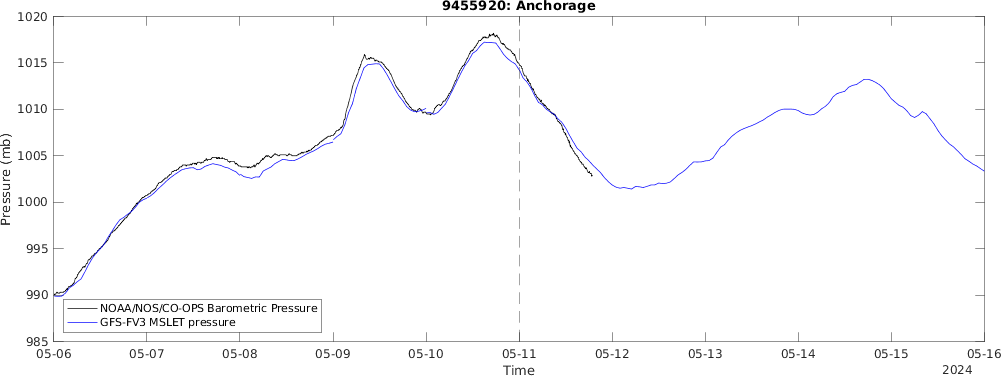 9455920: Anchorage
1020
1015
1010
1005
1000
995
990
985
Pressure (mb)
NOAA/NOS/CO-OPS Barometric Pressure
GFS-FV3 MSLET pressure
05-06 05-07 05-08 05-09 05-10 05-11 05-12 05-13 05-14 05-15 05-16
Time
2024